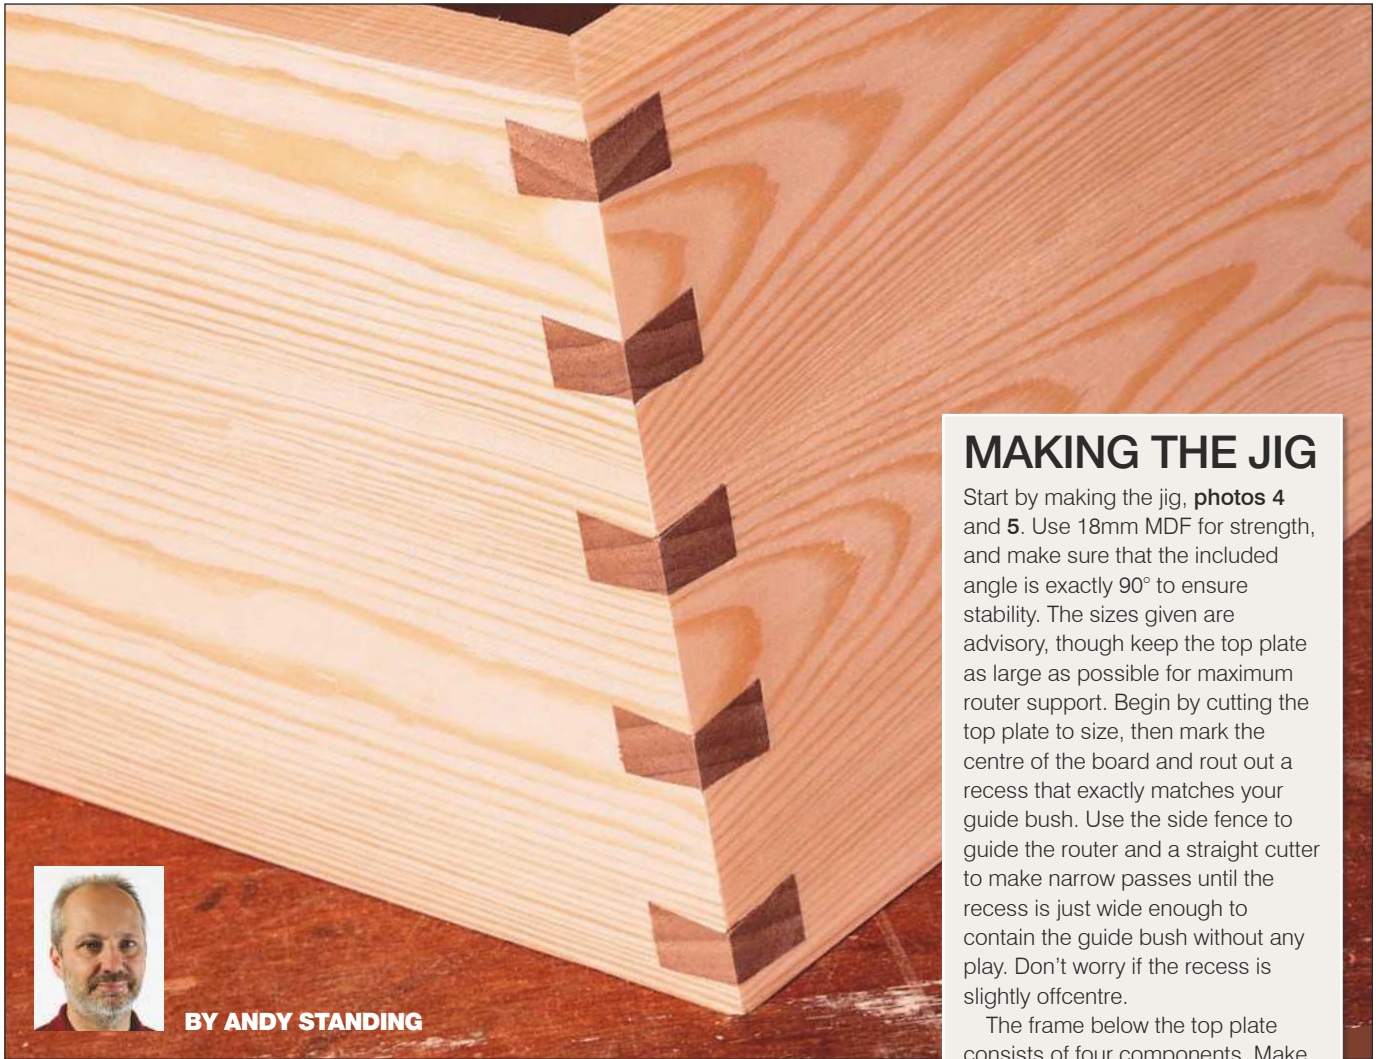 MAKING THE JIG
Start by making the jig, photos 4
and 5. Use 18mm MDF for strength,
and make sure that the included
angle is exactly 90° to ensure
stability. The sizes given are
advisory, though keep the top plate
as large as possible for maximum
router support. Begin by cutting the
top plate to size, then mark the
centre of the board and rout out a
recess that exactly matches your
guide bush. Use the side fence to
guide the router and a straight cutter
to make narrow passes until the
recess is just wide enough to
contain the guide bush without any
play. Don’t worry if the recess is
slightly offcentre.
The frame below the top plate
consists of four components. Make
BY ANDY STANDING